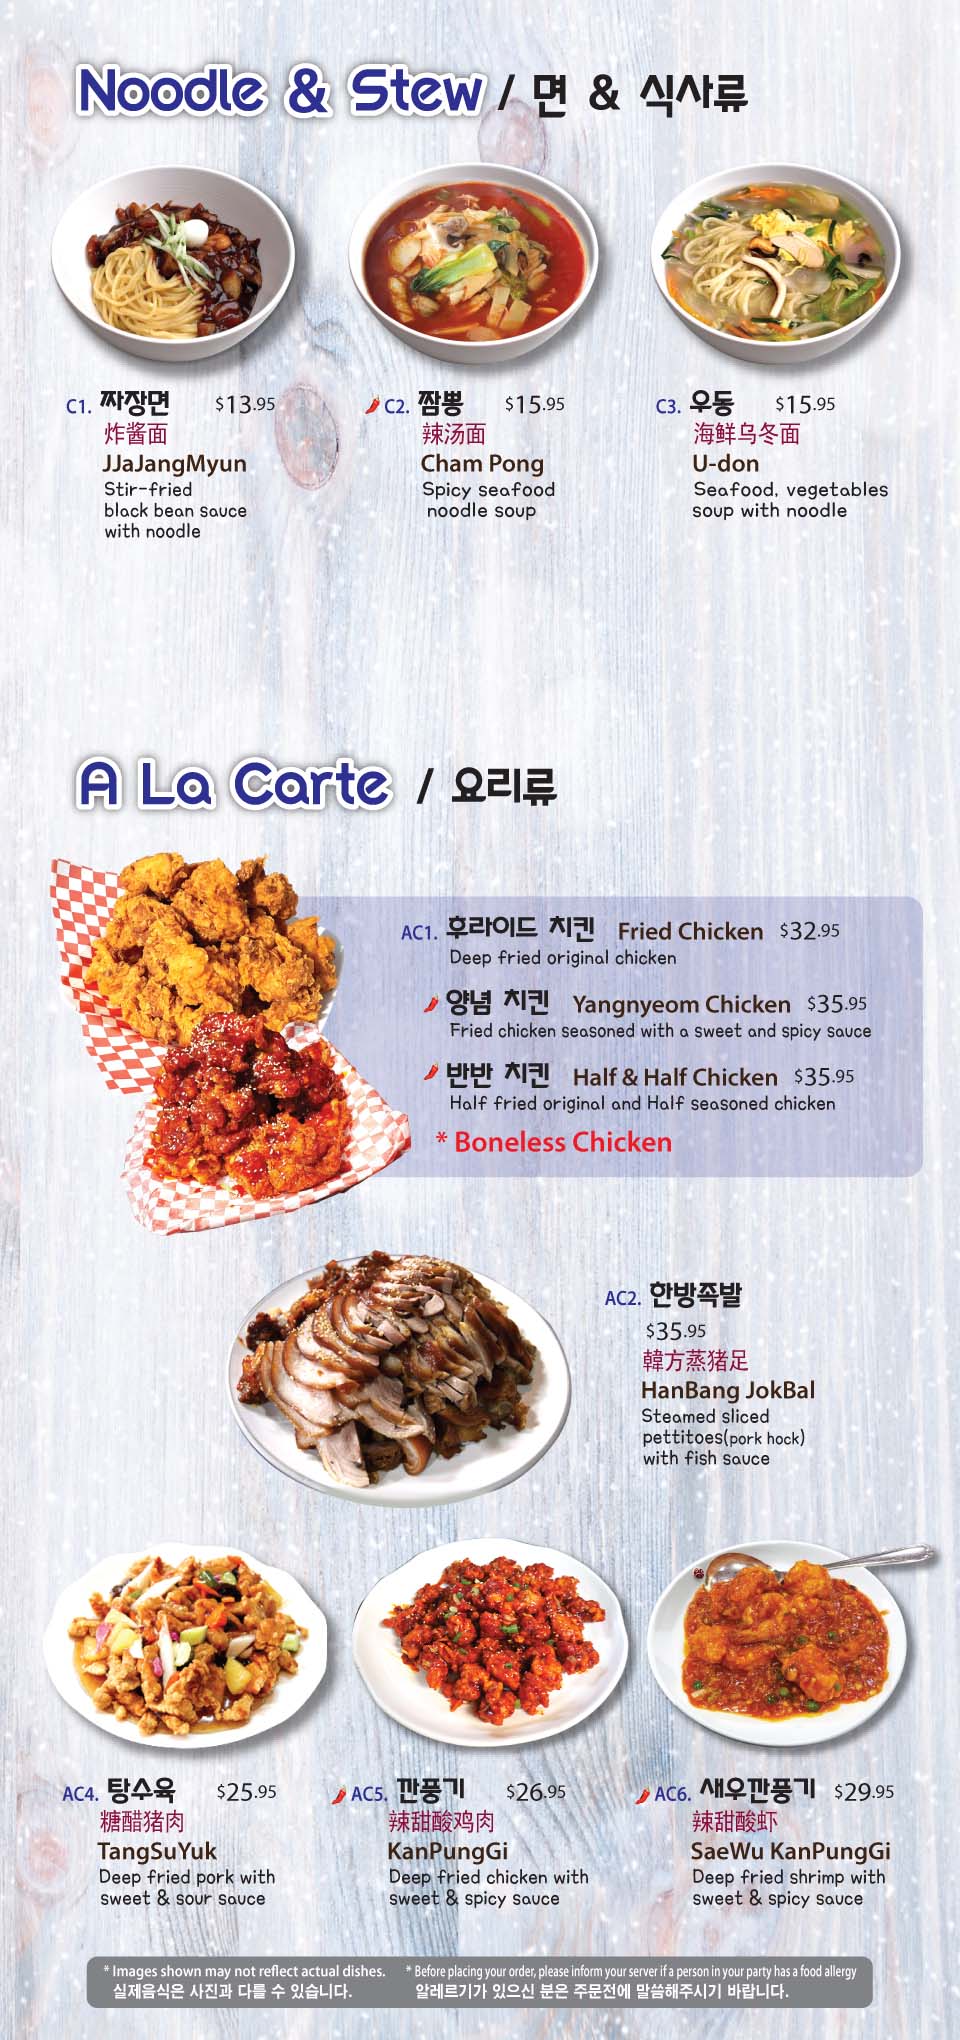 Noodle & Stew / 면 & 식사류
C1. 짜장면 $13.95
炸酱面
JJaJangMyun
Stir-fried
black bean sauce
with noodle
C2. 짬뽕 $15.95
辣汤面
Cham Pong
Spicy seafood
noodle soup
C3. 우동 $15.95
海鲜乌冬面
U-don
Seafood, vegetables
soup with noodle
A La Carte / 요리류
AC1. 후라이드 치킨 Fried Chicken $32.95
Deep fried original chicken
양념 치킨 Yangnyeom Chicken $35.95
Fried chicken seasoned with a sweet and spicy sauce
반반 치킨 Half & Half Chicken $35.95
Half fried original and Half seasoned chicken
* Boneless Chicken
AC2. 한방족발
$35.95
韓方蒸猪足
HanBang JokBal
Steamed sliced
pettitoes(pork hock)
with fish sauce
AC4. 탕수육 $25.95
糖醋猪肉
TangSuYuk
Deep fried pork with
sweet & sour sauce
AC5. 깐풍기 $26.95
辣甜酸鸡肉
KanPungGi
Deep fried chicken with
sweet & spicy sauce
AC6. 새우깐풍기 $29.95
辣甜酸虾
SaeWu KanPungGi
Deep fried shrimp with
sweet & spicy sauce
* Images shown may not reflect actual dishes.
실제음식은 사진과 다를 수 있습니다.
* Before placing your order, please inform your server if a person in your party has a food allergy
알레르기가 있으신 분은 주문전에 말씀해주시기 바랍니다.